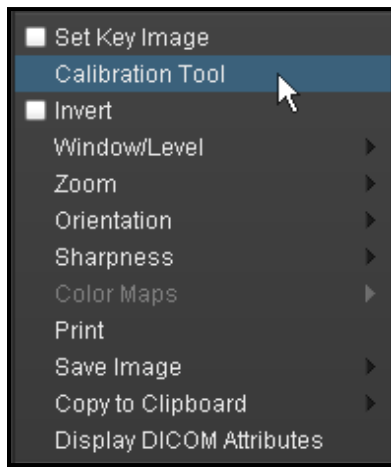 Set Key Image
Calibration Tool
Invert
Window/Level
Zoom
Orientation
Sharpness
Color Maps
Print
Save Image
Copy to Clipboard
Display DICOM Attributes